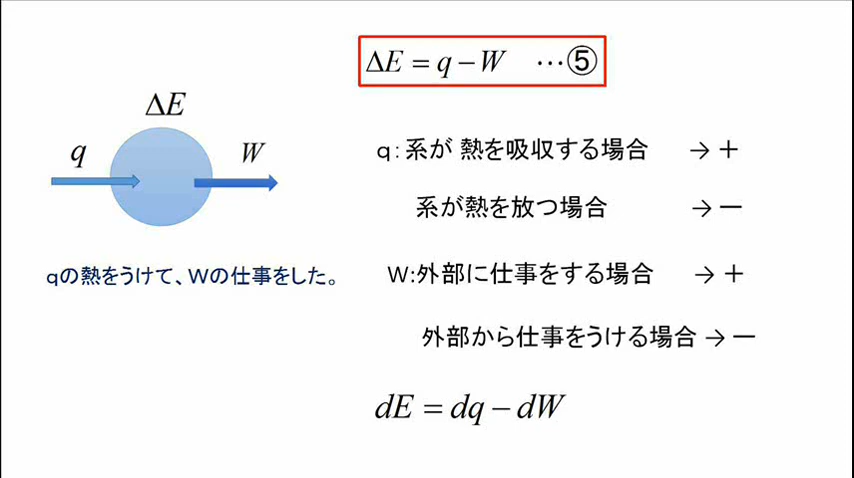 ΔE = q − W …⑤
ΔE
q
W
qの熱をうけて、Wの仕事をした。
q：系が 熱を吸収する場合 →＋
系が熱を放つ場合 →－
W:外部に仕事をする場合 →＋
外部から仕事をうける場合→－
dE = dq − dW